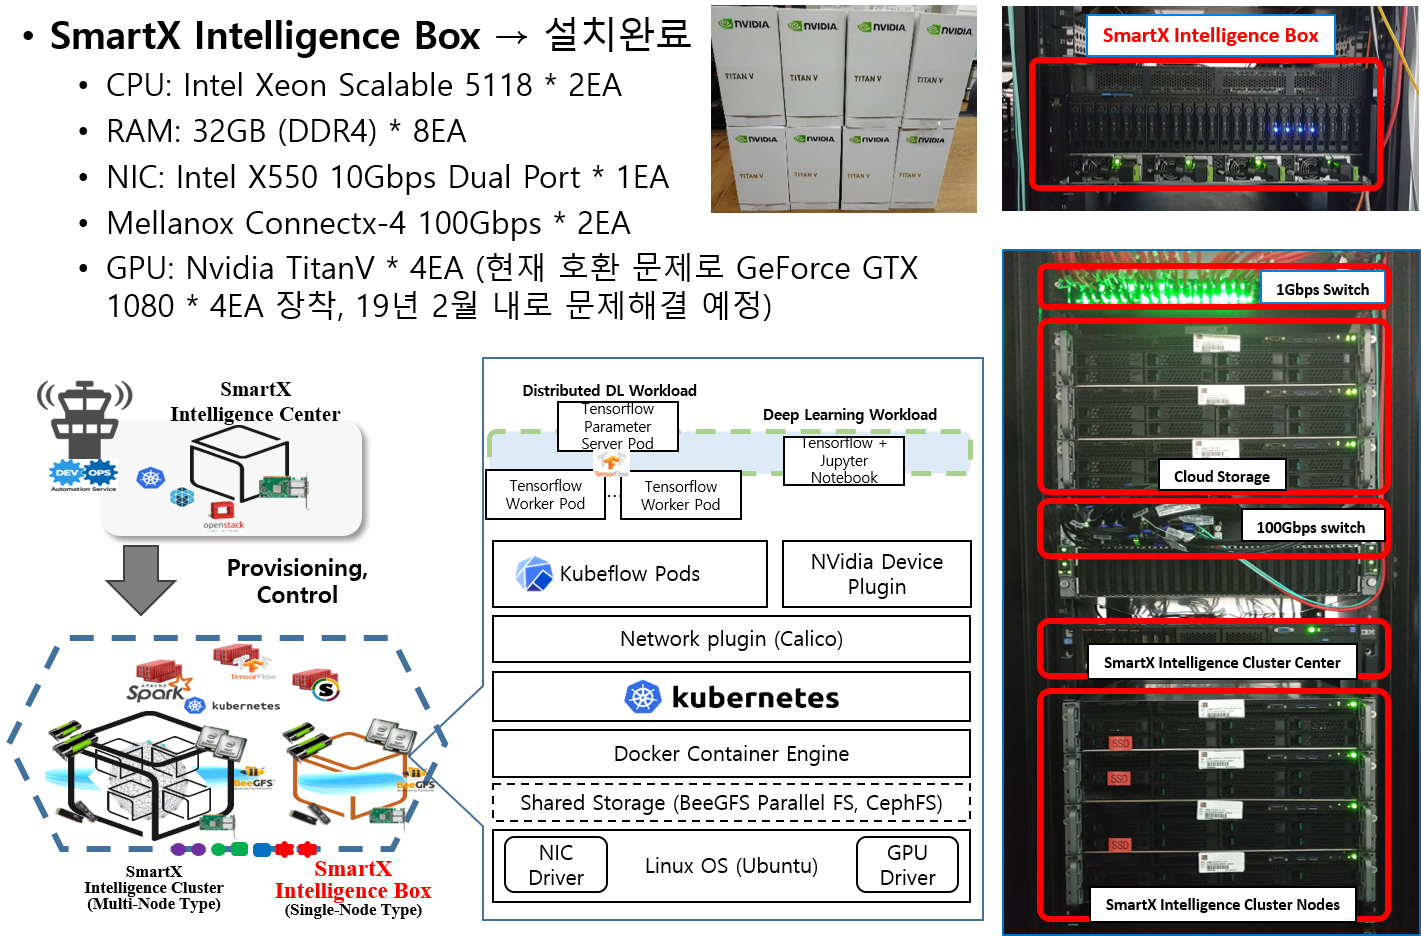 • SmartX Intelligence Box → 설치완료
• CPU: Intel Xeon Scalable 5118 * 2EA
• RAM: 32GB (DDR4) * 8EA
• NIC: Intel X550 10Gbps Dual Port * 1EA
• Mellanox Connectx-4 100Gbps * 2EA
• GPU: Nvidia TitanV * 4EA (현재 호환 문제로 GeForce GTX
1080 * 4EA 장착, 19년 2월 내로 문제해결 예정)
NVIDIA NVIDIA NVIDIA NVIDIA
TITAN V TITAN V TITAN V TITAN V
NVIDIA NVIDIA NVIDIA NVIDIA
TITAN V TITAN V TITAN V TITAN V
SmartX Intelligence Box
1Gbps Switch
Cloud Storage
100Gbps switch
IBM
SmartX Intelligence Cluster Center
SSD
SSD
SSD
SmartX Intelligence Cluster Nodes
SmartX
Intelligence Center
DEV OPS
Automation Service
openstack
Provisioning,
Control
APACHE
Spark
TensorFlow
S
kubernetes
BeeGFS
BeeGFS
SmartX
Intelligence Cluster
(Multi-Node Type)
SmartX
Intelligence Box
(Single-Node Type)
Distributed DL Workload
Tensorflow
Parameter
Server Pod
Deep Learning Workload
Tensorflow +
Jupyter
Notebook
TensorFlow
Tensorflow
Worker Pod
...
Tensorflow
Worker Pod
Kubeflow Pods
NVidia Device
Plugin
Network plugin (Calico)
kubernetes
Docker Container Engine
Shared Storage (BeeGFS Parallel FS, CephFS)
NIC
Driver
Linux OS (Ubuntu)
GPU
Driver